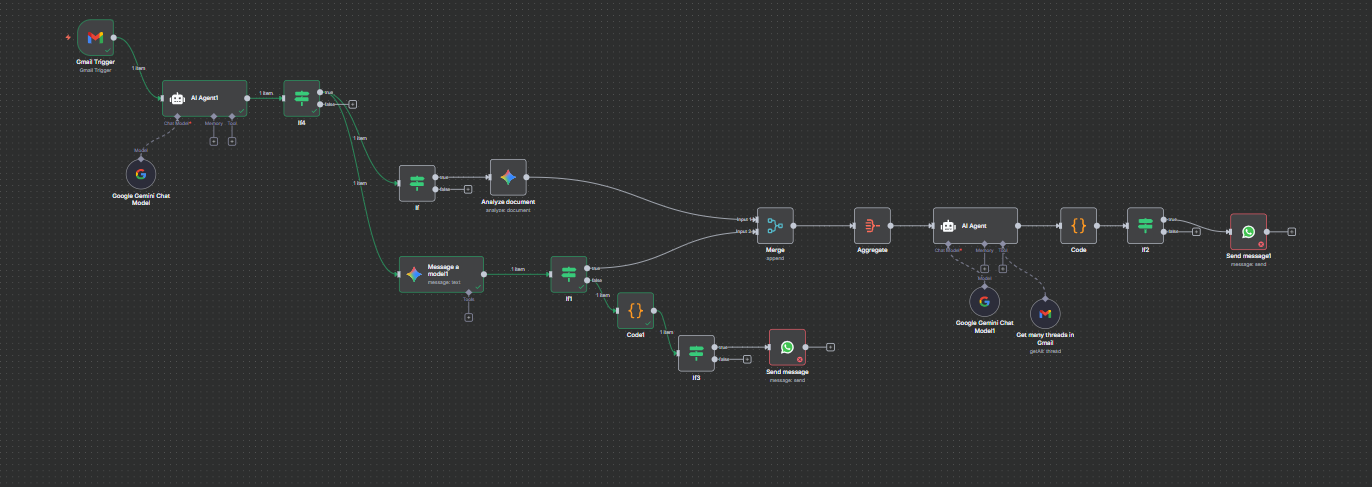 Gmail Trigger
Gmail Trigger
1 item
AI Agent1
Chat Model*
Memory
Tool
Model
Google Gemini Chat
Model
1 item
If4
true
false
1 item
1 item
If
true
false
Analyze document
analyze: document
Message a
model1
message: text
Tools
1 item
If1
true
false
1 item
Code1
1 item
If3
true
false
Send message
message: send
Input 1
Input 2
Merge
append
Aggregate
AI Agent
Chat Model*
Memory
Tool
Model
Google Gemini Chat
Model1
Get many threads in
Gmail
getAll: thread
Code
If2
true
false
Send message1
message: send